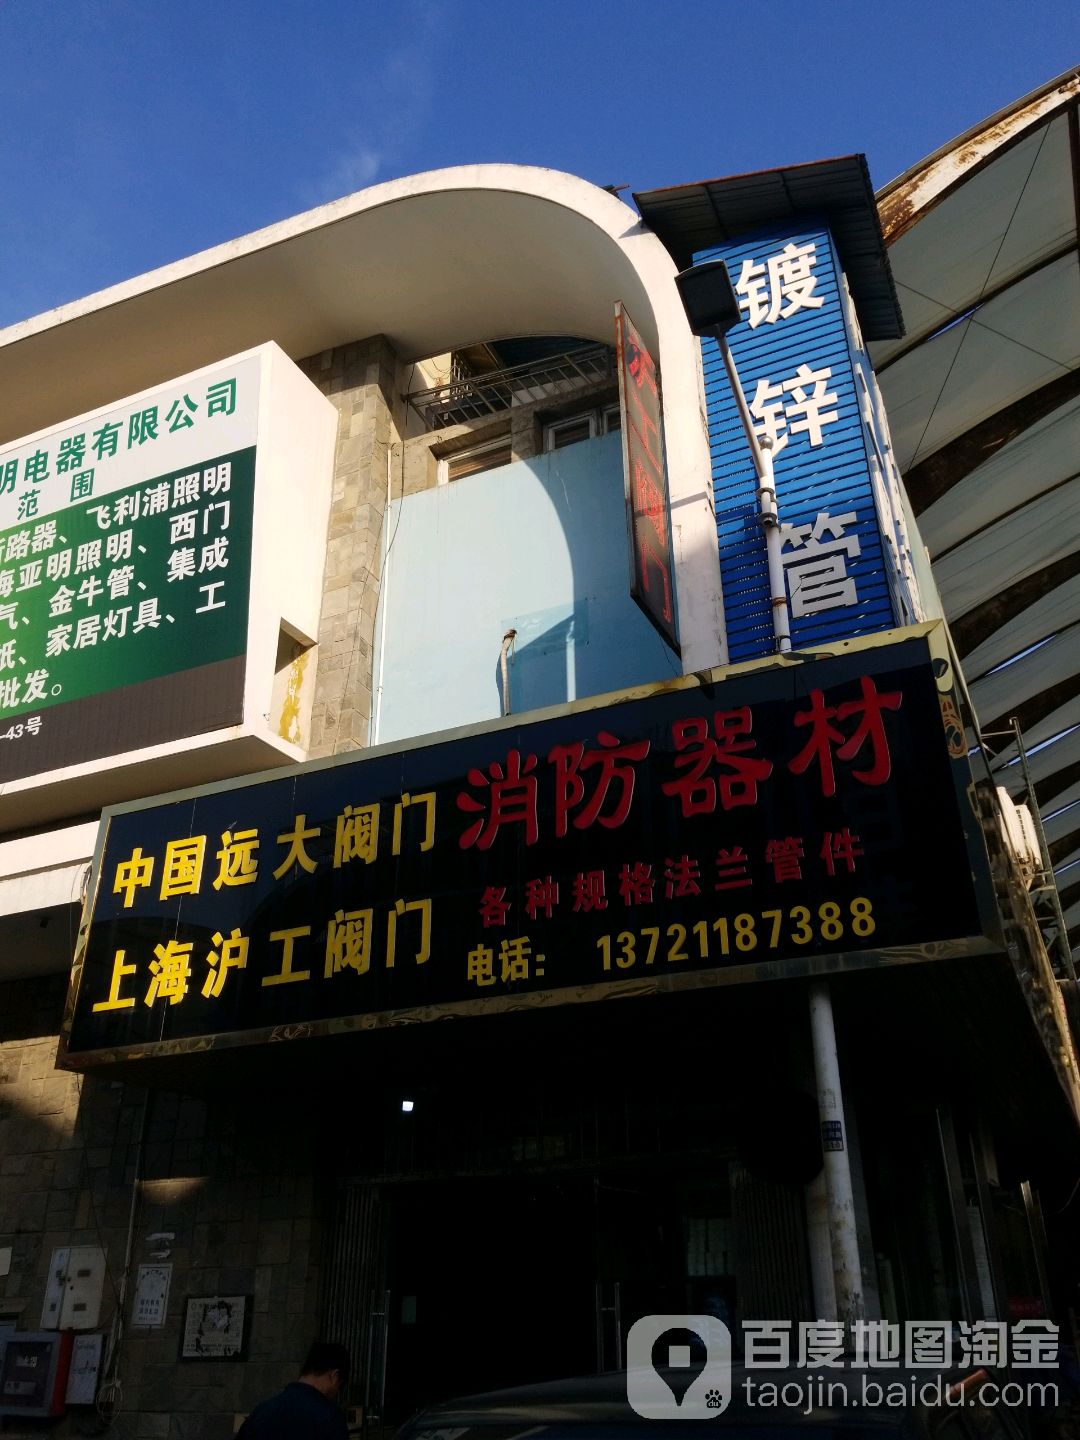 镀锌管
明电器有限公司
范围
路器、飞利浦照明
海亚明照明、西门
气、金牛管、集成
纸、家居灯具、工
批发。
-43号
中国远大阀门
上海沪工阀门
消防器材
各种规格法兰管件
电话: 13721187388
百度地图淘金
taojin.baidu.com